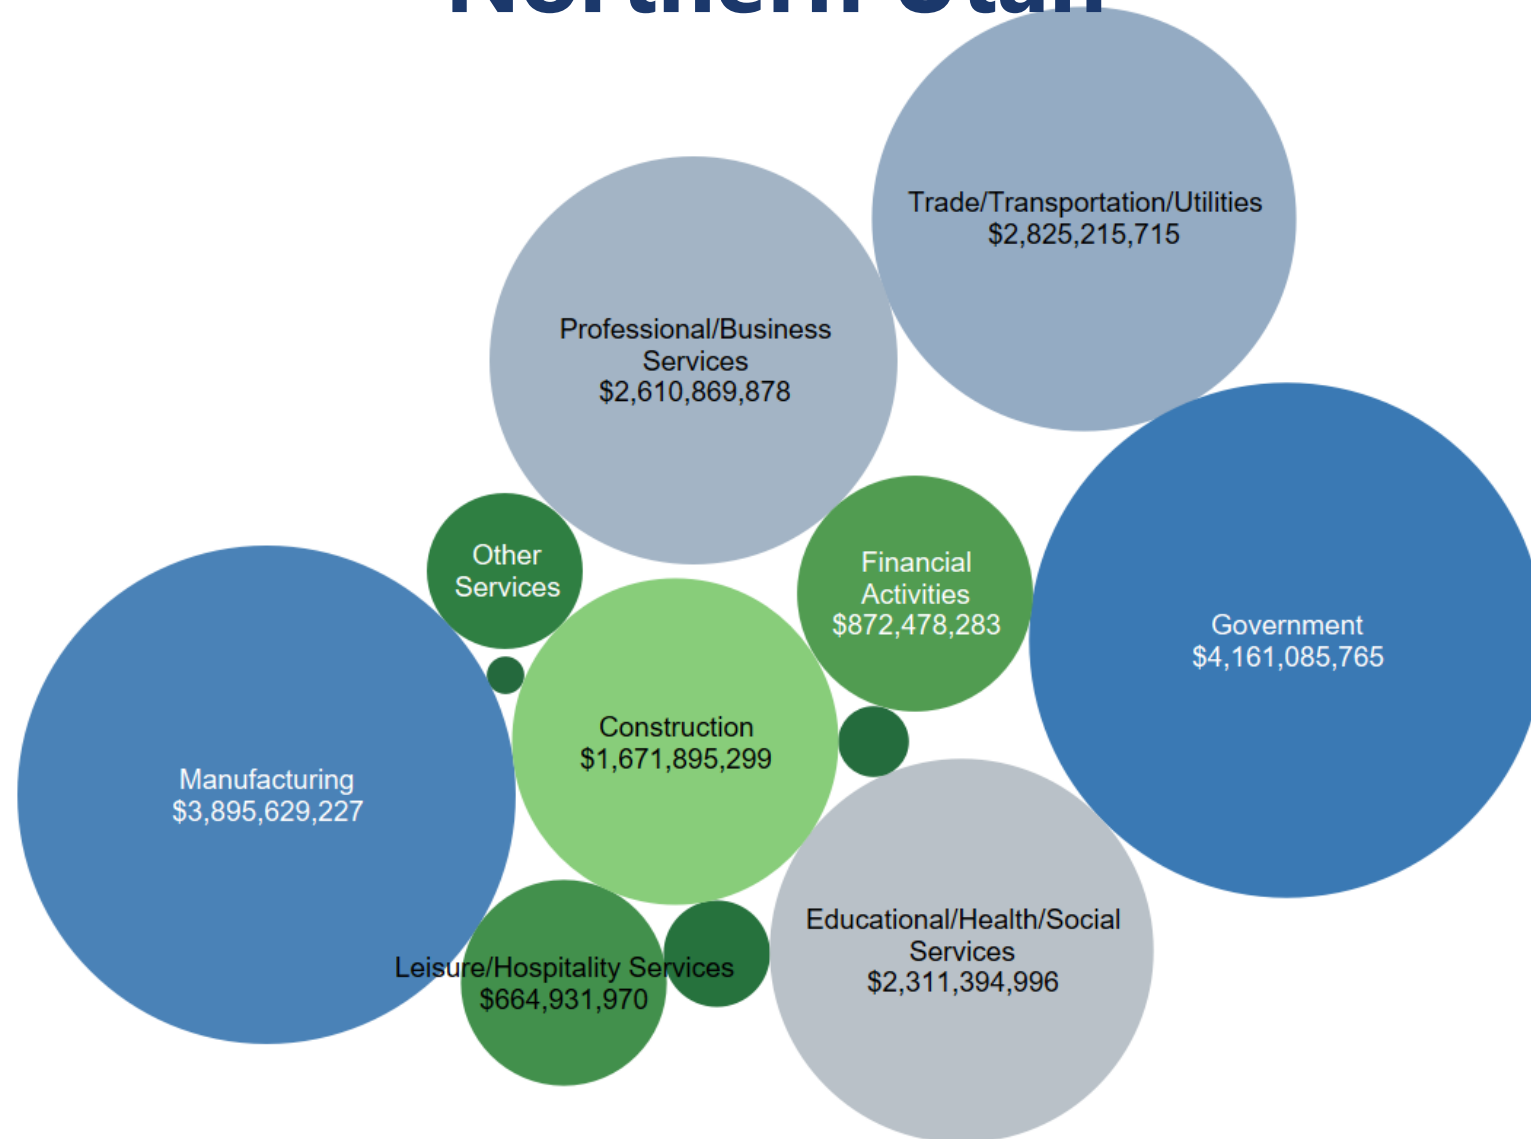 Northern Utah
Trade/Transportation/Utilities
$2,825,215,715
Professional/Business
Services
$2,610,869,878
Other
Services
Financial
Activities
$872,478,283
Government
$4,161,085,765
Construction
$1,671,895,299
Manufacturing
$3,895,629,227
Educational/Health/Social
Services
$2,311,394,996
Leisure/Hospitality Services
$664,931,970